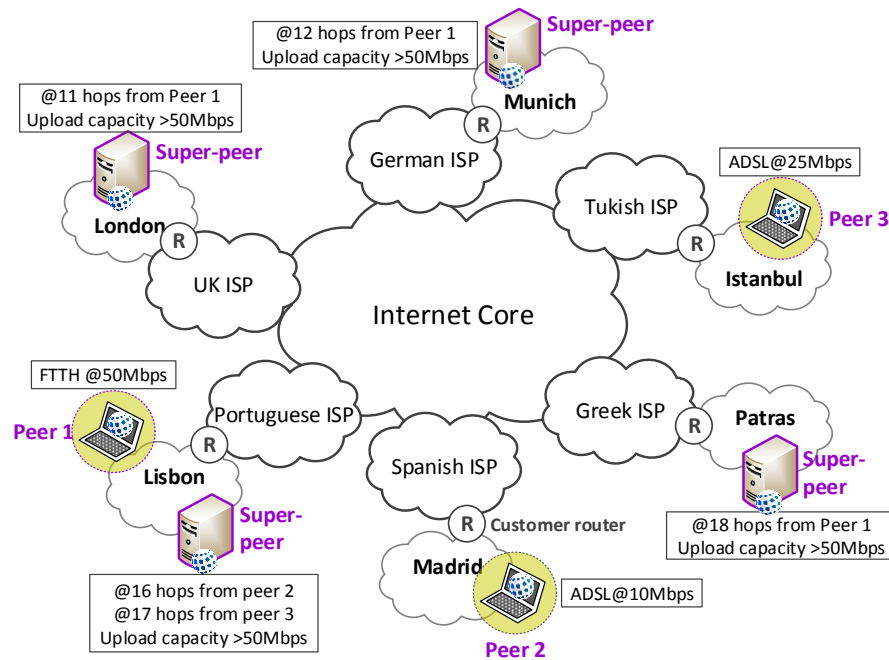 @12 hops from Peer 1
Upload capacity >50Mbps
Super-peer
Munich
R
German ISP
@11 hops from Peer 1
Upload capacity >50Mbps
Super-peer
London
R
UK ISP
ADSL@25Mbps
Tukish ISP
Peer 3
R
Istanbul
Internet Core
FTTH @50Mbps
Peer 1
Portuguese ISP
R
Lisbon
Super-
peer
@16 hops from peer 2
@17 hops from peer 3
Upload capacity >50Mbps
Spanish ISP
R
Customer router
Madrid
ADSL@10Mbps
Peer 2
Greek ISP
R
Patras
Super-
peer
@18 hops from Peer 1
Upload capacity >50Mbps